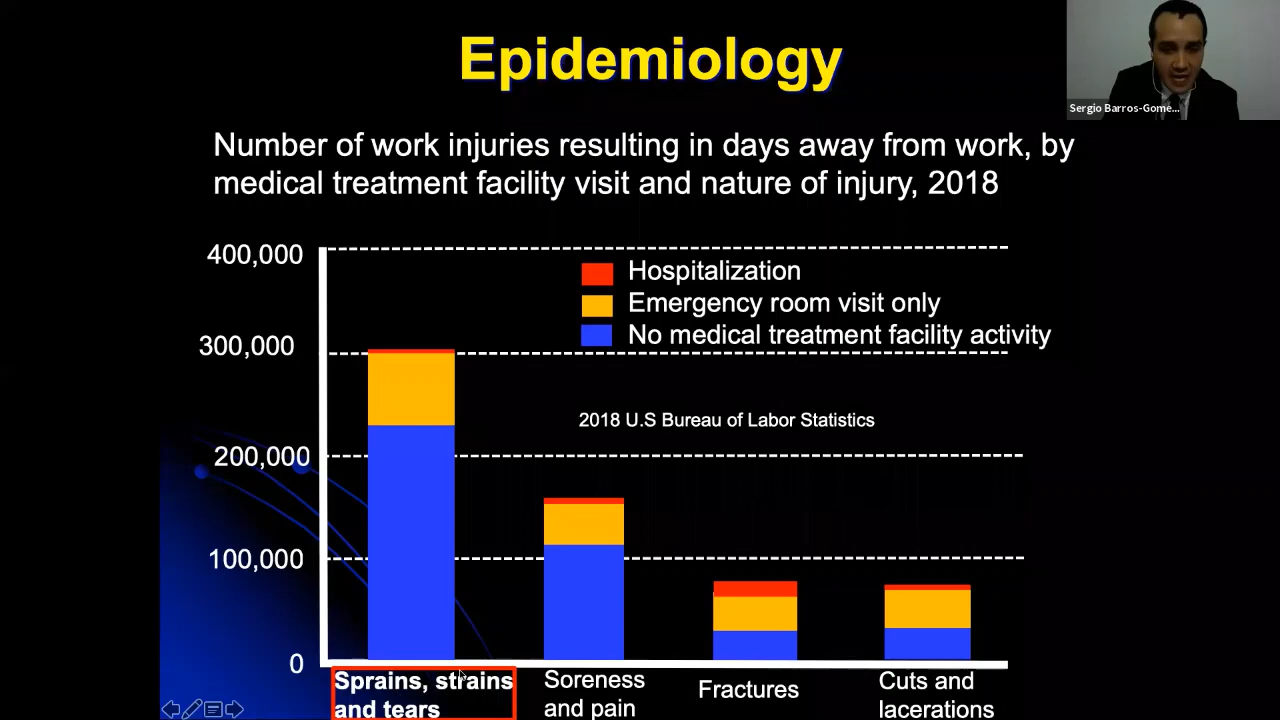 Epidemiology
Sergio Barros-Gome...
Number of work injuries resulting in days away from work, by
medical treatment facility visit and nature of injury, 2018
400,000
Hospitalization
Emergency room visit only
No medical treatment facility activity
300,000
2018 U.S Bureau of Labor Statistics
200,000
100,000
0
Sprains, strains
and tears
Soreness
and pain
Fractures
Cuts and
lacerations